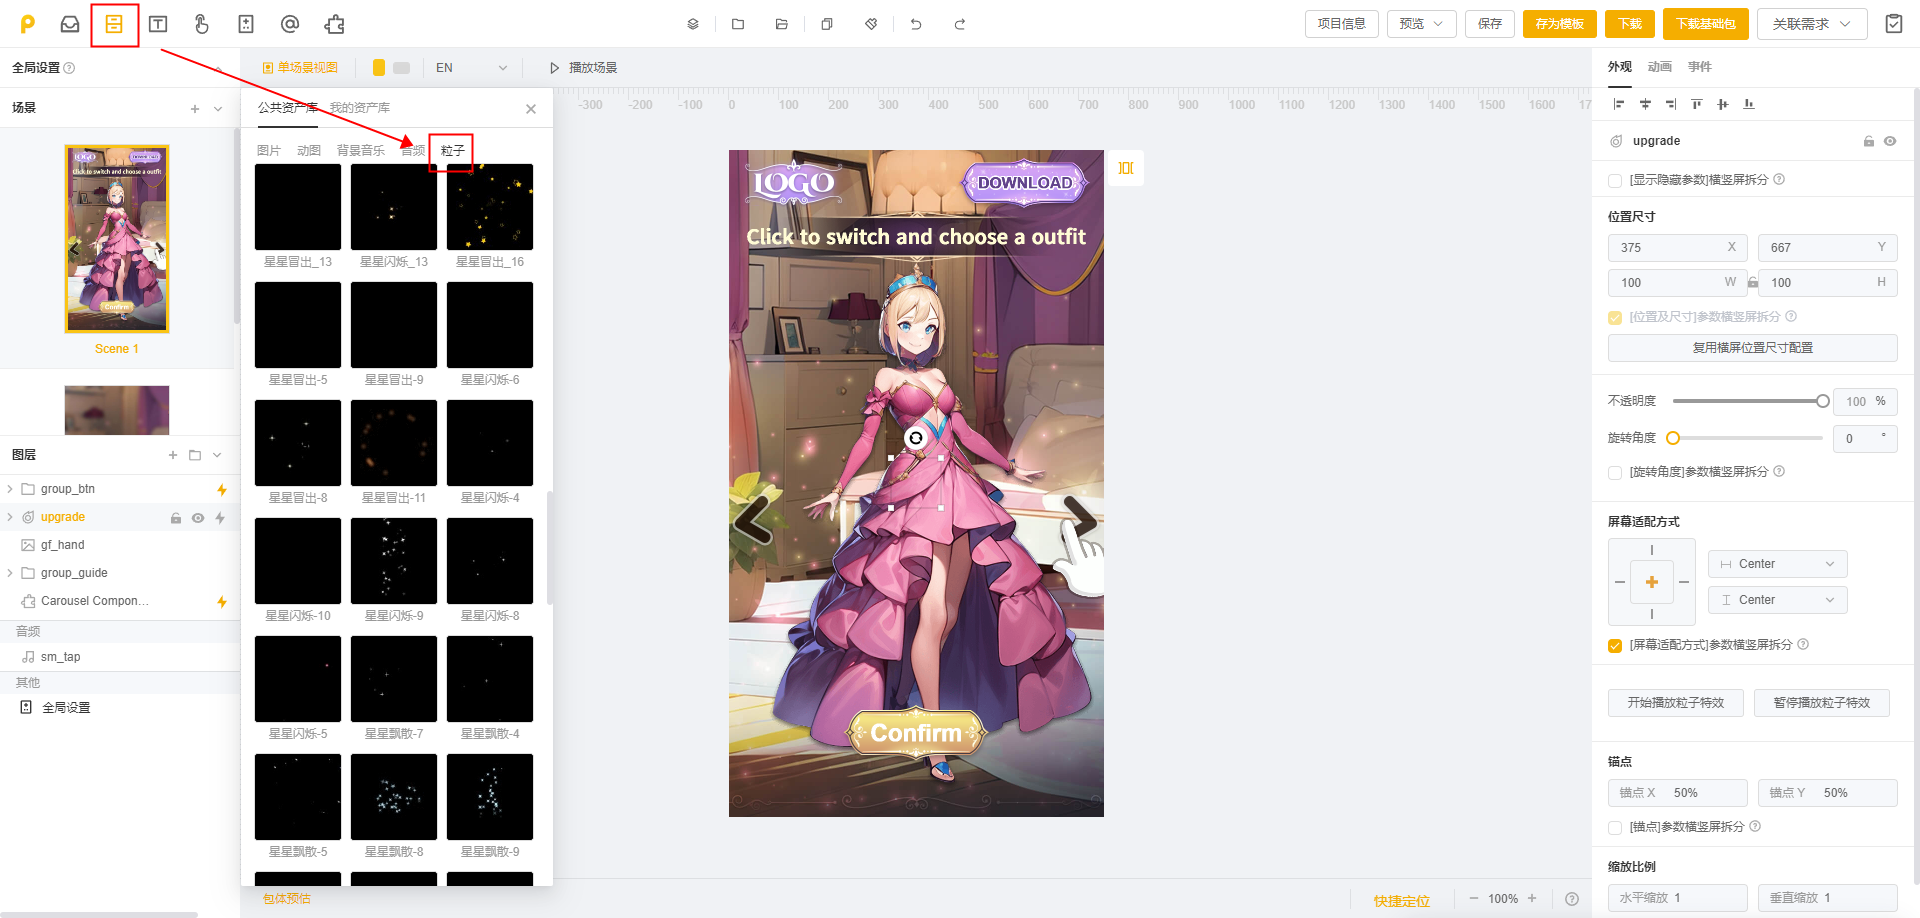 项目信息
预览
保存
存为模板
下载
下载基础包
关联需求
全局设置
单场景视图
EN
播放场景
外观
动画
事件
场景
公共资产库
我的资产库
-300
-200
-100
0
100
200
300
400
500
600
700
800
900
1000
1100
1200
1300
1400
1500
1600
17
图片
动图
背景音乐
音频
粒子
upgrade
LOGO
DOWNLOAD
Click to switch and choose a outfit
Confirm
Scene 1
LOGO
DOWNLOAD
Click to switch and choose a outfit
Confirm
[显示隐藏参数]横竖屏拆分
位置尺寸
375 X
667 Y
100 W
100 H
[位置及尺寸]参数横竖屏拆分
复用横屏位置尺寸配置
星星冒出_13
星星闪烁_13
星星冒出_16
星星冒出-5
星星冒出-9
星星闪烁-6
星星冒出-8
星星冒出-11
星星闪烁-4
星星闪烁-10
星星闪烁-9
星星闪烁-8
星星闪烁-5
星星飘散-7
星星飘散-4
星星飘散-5
星星飘散-8
星星飘散-9
不透明度
100 %
旋转角度
0 °
[旋转角度]参数横竖屏拆分
图层
group_btn
upgrade
gf_hand
group_guide
Carousel Compon...
音频
sm_tap
其他
全局设置
屏幕适配方式
Center
Center
[屏幕适配方式]参数横竖屏拆分
开始播放粒子特效
暂停播放粒子特效
锚点
锚点 X 50%
锚点 Y 50%
[锚点]参数横竖屏拆分
缩放比例
水平缩放 1
垂直缩放 1
包体预估
快捷定位
100%